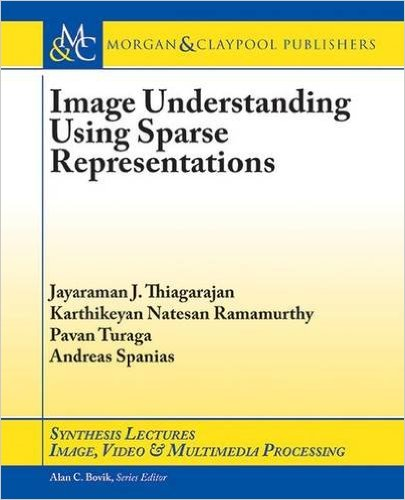 M
&C
MORGAN & CLAYPOOL PUBLISHERS
Image Understanding
Using Sparse
Representations
Jayaraman J. Thiagarajan
Karthikeyan Natesan Ramamurthy
Pavan Turaga
Andreas Spanias
SYNTHESIS LECTURES
IMAGE, VIDEO & MULTIMEDIA PROCESSING
Alan C. Bovik, Series Editor